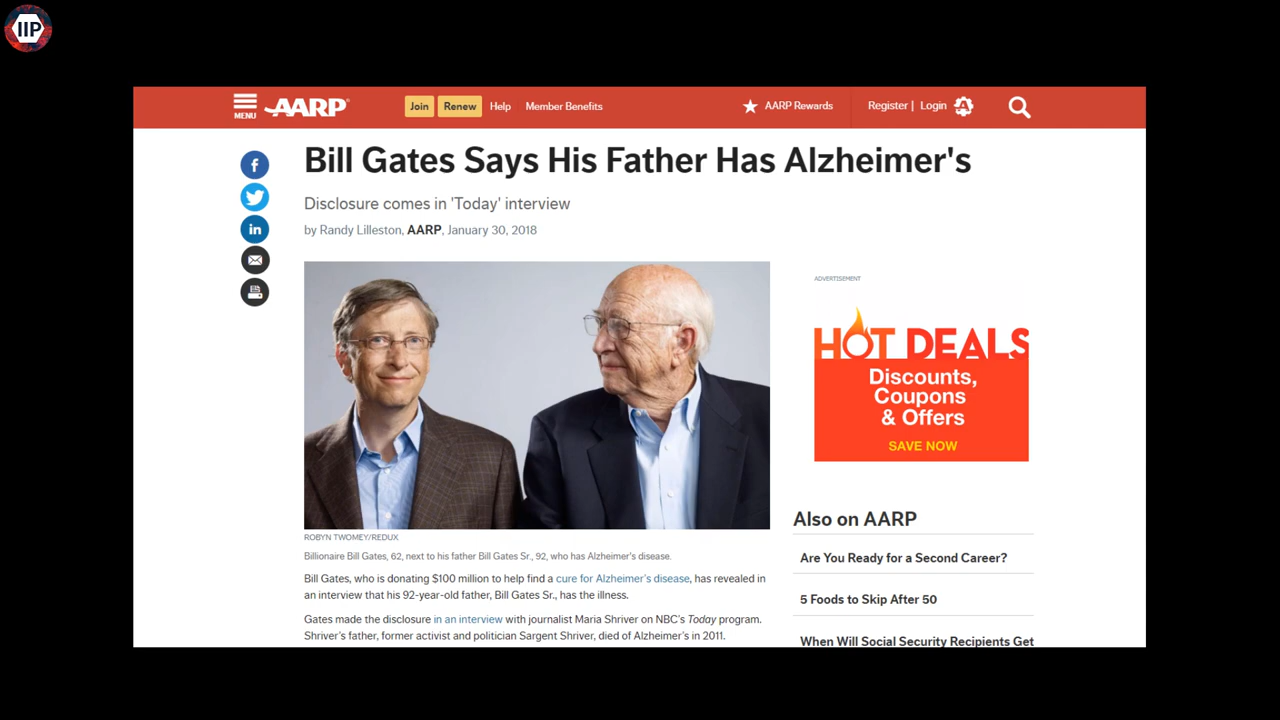 IIP
MENU
AARP
Join
Renew
Help
Member Benefits
AARP Rewards
Register | Login
Bill Gates Says His Father Has Alzheimer's
Disclosure comes in 'Today' interview
by Randy Lilleston, AARP, January 30, 2018
ROBYN TWOMEY/REDUX
Billionaire Bill Gates, 62, next to his father Bill Gates Sr., 92, who has Alzheimer's disease.
Bill Gates, who is donating $100 million to help find a cure for Alzheimer's disease, has revealed in
an interview that his 92-year-old father, Bill Gates Sr., has the illness.
Gates made the disclosure in an interview with journalist Maria Shriver on NBC's Today program.
Shriver's father, former activist and politician Sargent Shriver, died of Alzheimer's in 2011.
ADVERTISEMENT
HOT DEALS
Discounts,
Coupons
& Offers
SAVE NOW
Also on AARP
Are You Ready for a Second Career?
5 Foods to Skip After 50
When Will Social Security Recipients Get